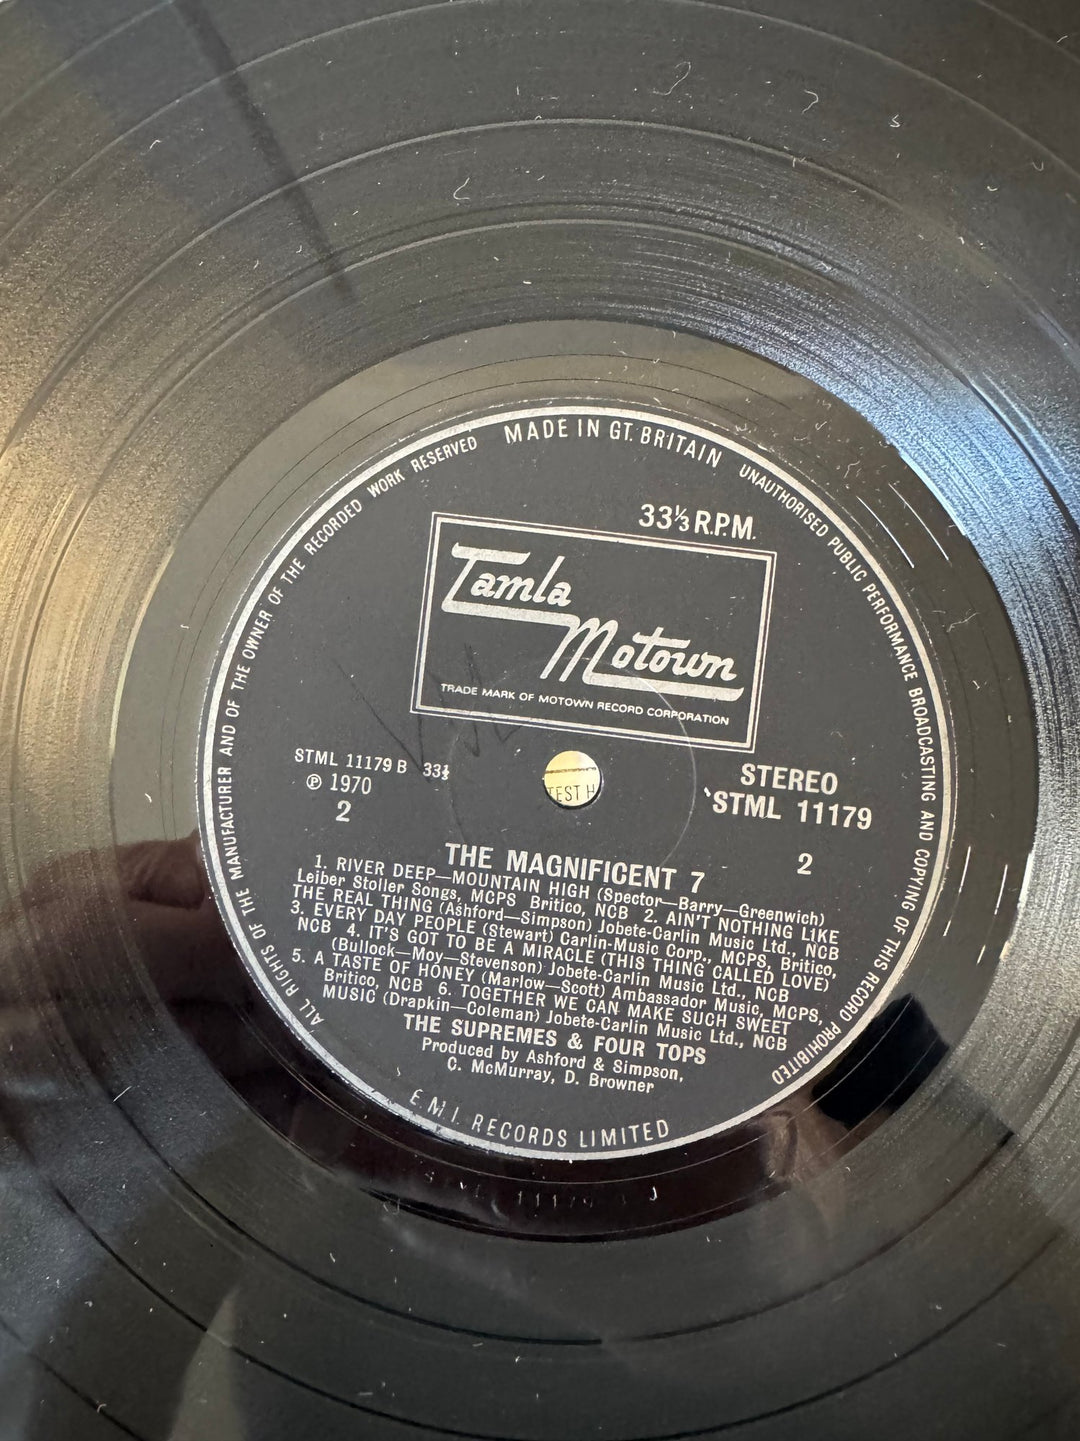 MADE IN GT. BRITAIN
UNAUTHORISED PUBLIC PERFORMANCE BROADCASTING AND COPYING OF THIS RECORD PROHIBITED
ALL RIGHTS OF THE MANUFACTURER AND OF THE OWNER OF THE RECORDED WORK RESERVED
33⅓ R.P.M.
Tamla
Motown
TRADE MARK OF MOTOWN RECORD CORPORATION
STML 11179 B 33⅓
℗ 1970
2
EST H
STEREO
STML 11179
2
THE MAGNIFICENT 7
1. RIVER DEEP—MOUNTAIN HIGH (Spector—Barry—Greenwich)
Leiber Stoller Songs, MCPS Britico, NCB 2. AIN'T NOTHING LIKE
THE REAL THING (Ashford—Simpson) Jobete-Carlin Music Ltd., NCB
3. EVERY DAY PEOPLE (Stewart) Carlin-Music Corp., MCPS, Britico,
NCB 4. IT'S GOT TO BE A MIRACLE (THIS THING CALLED LOVE)
(Bullock—Moy—Stevenson) Jobete-Carlin Music Ltd., NCB
5. A TASTE OF HONEY (Marlow—Scott) Ambassador Music, MCPS,
Britico, NCB 6. TOGETHER WE CAN MAKE SUCH SWEET
MUSIC (Drapkin—Coleman) Jobete-Carlin Music Ltd., NCB
THE SUPREMES & FOUR TOPS
Produced by Ashford & Simpson,
C. McMurray, D. Browner
E.M.I. RECORDS LIMITED